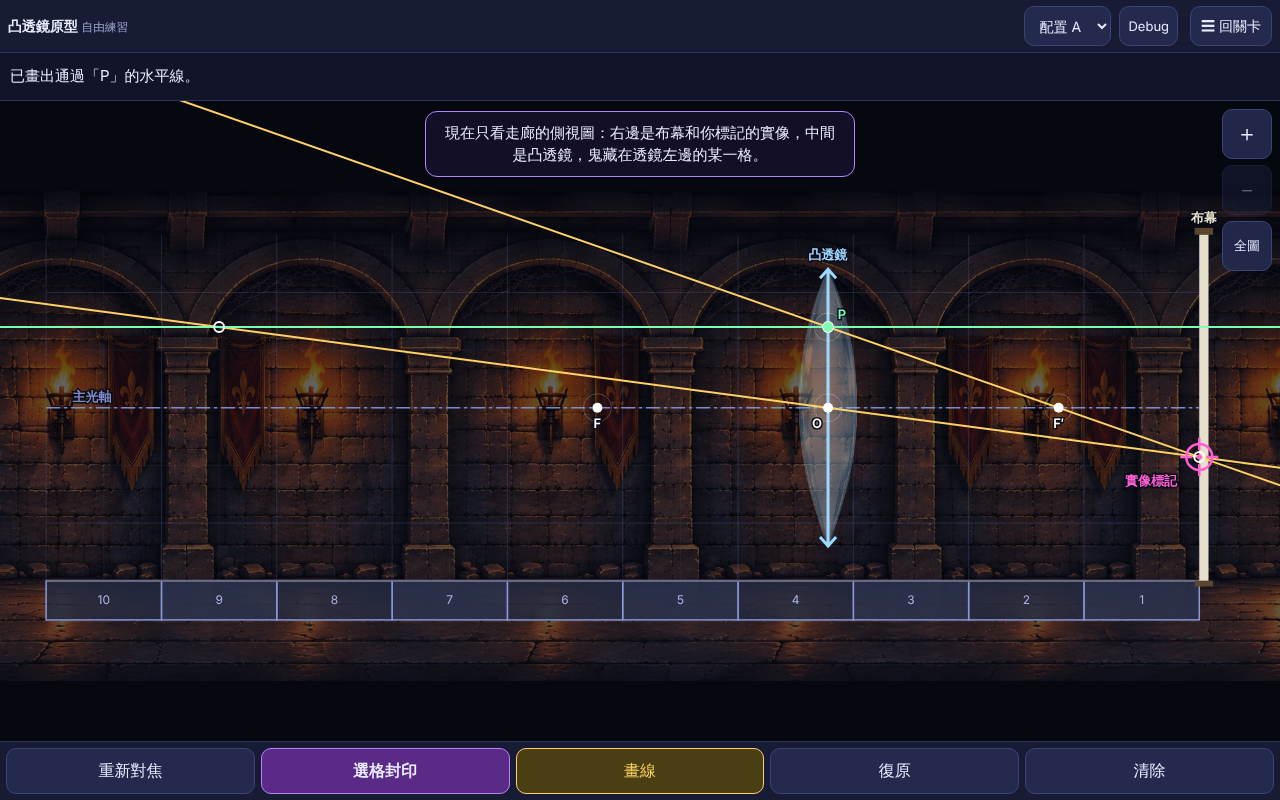 凸透鏡原型 自由練習
配置 A
Debug
☰ 回關卡
已畫出通過「P」的水平線。
現在只看走廊的側視圖：右邊是布幕和你標記的實像，中間
是凸透鏡，鬼藏在透鏡左邊的某一格。
+
−
全圖
布幕
凸透鏡
P
主光軸
F
O
F′
實像標記
10 9 8 7 6 5 4 3 2 1
重新對焦
選格封印
畫線
復原
清除